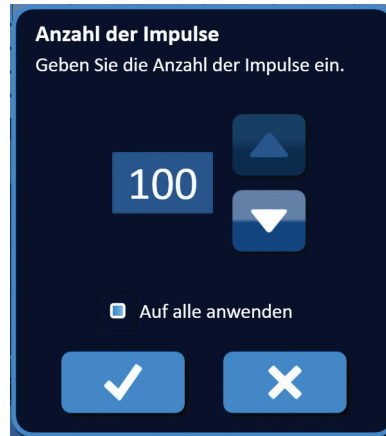 Anzahl der Impulse
Geben Sie die Anzahl der Impulse ein.
100
Auf alle anwenden